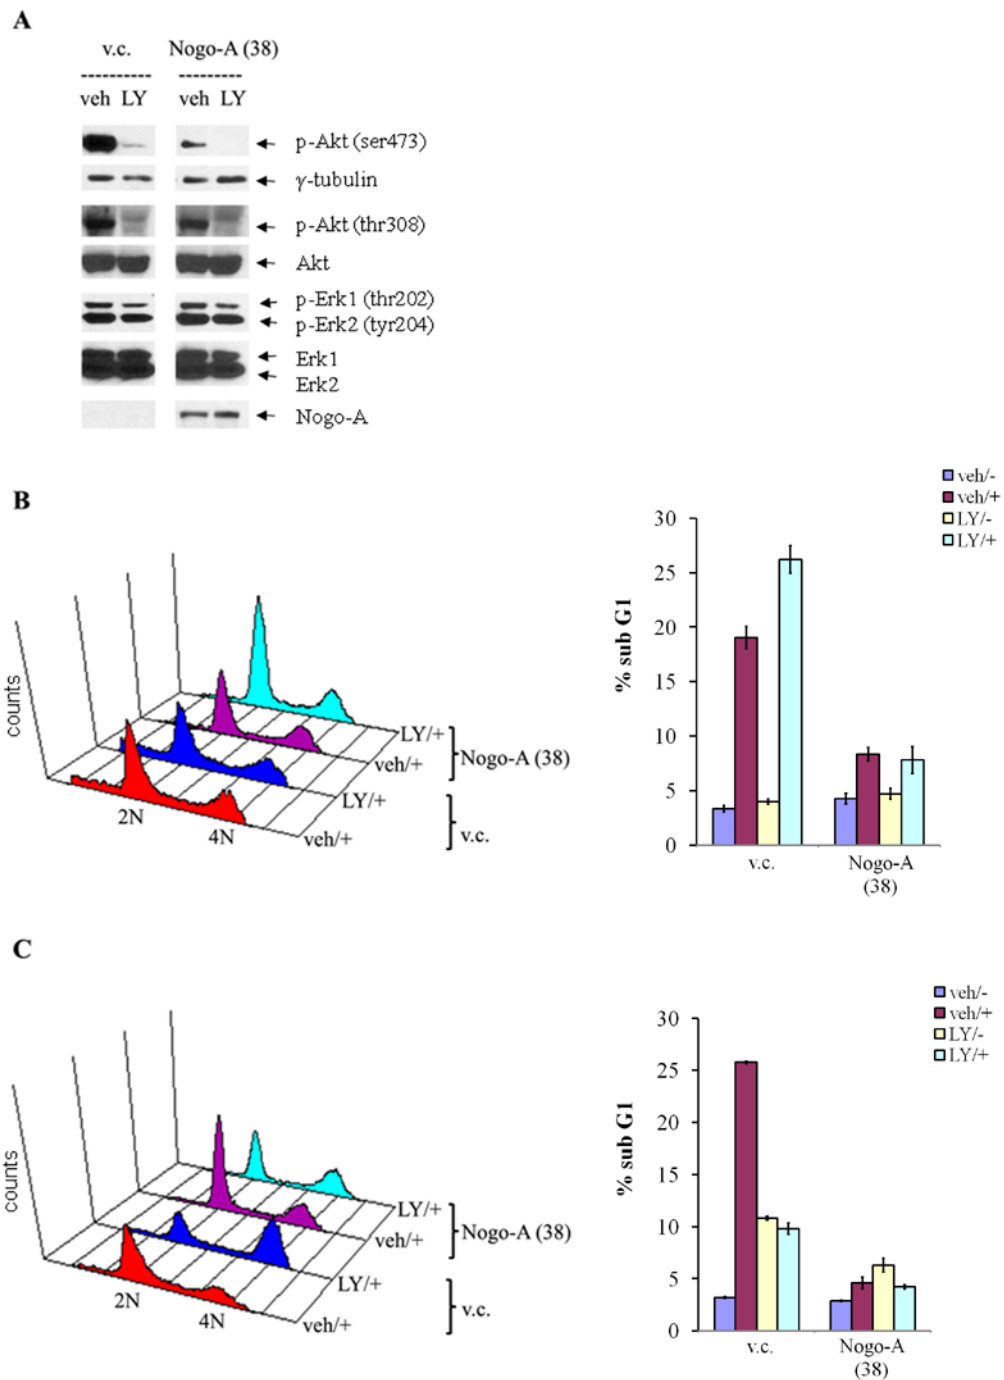 A
v.c. Nogo-A (38)
veh LY veh LY
p-Akt (ser473)
γ-tubulin
p-Akt (thr308)
Akt
p-Erk1 (thr202)
p-Erk2 (tyr204)
Erk1
Erk2
Nogo-A
B
counts
2N
4N
LY/+
veh/+
Nogo-A (38)
LY/+
veh/+
v.c.
veh/-
veh/+
LY/-
LY/+
% sub G1
30
25
20
15
10
5
0
v.c. Nogo-A
(38)
C
counts
2N
4N
LY/+
veh/+
Nogo-A (38)
LY/+
veh/+
v.c.
veh/-
veh/+
LY/-
LY/+
% sub G1
30
25
20
15
10
5
0
v.c. Nogo-A
(38)